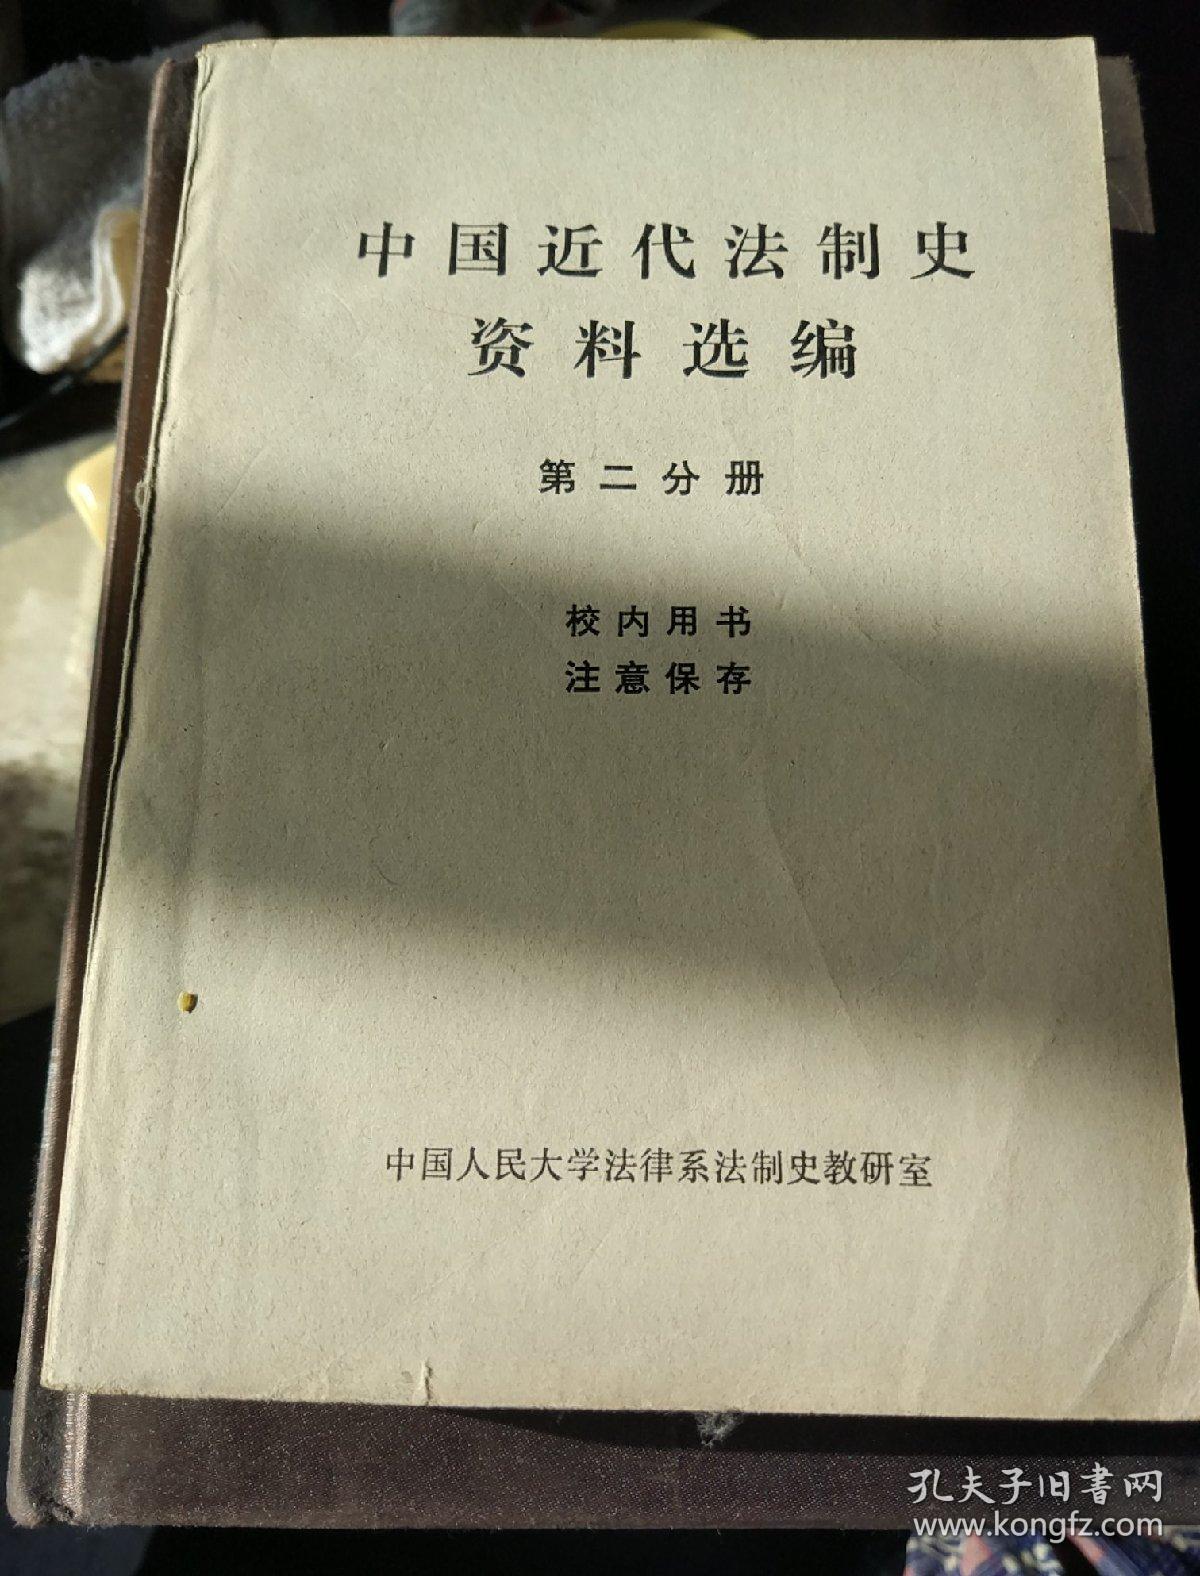 中国近代法制史
资料选编
第二分册
校内用书
注意保存
中国人民大学法律系法制史教研室
孔夫子旧書网
www.kongfz.com